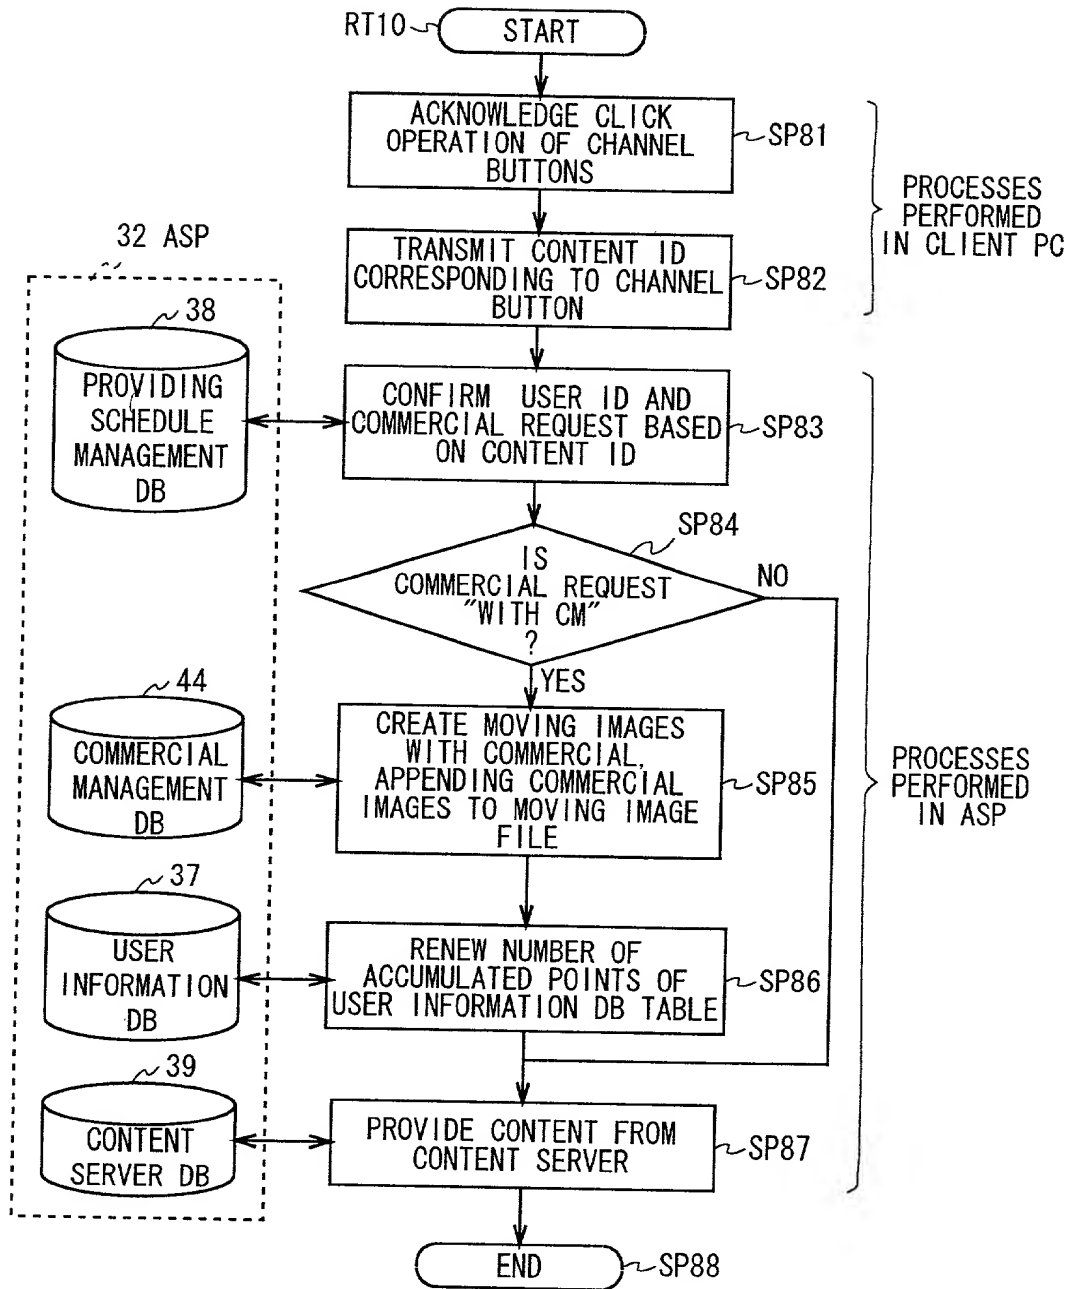 RT10
START
ACKNOWLEDGE CLICK
OPERATION OF CHANNEL
BUTTONS
SP81
PROCESSES
PERFORMED
IN CLIENT PC
TRANSMIT CONTENT ID
CORRESPONDING TO CHANNEL
BUTTON
SP82
32 ASP
38
PROVIDING
SCHEDULE
MANAGEMENT
DB
CONFIRM USER ID AND
COMMERCIAL REQUEST BASED
ON CONTENT ID
SP83
SP84
IS
COMMERCIAL REQUEST
"WITH CM"
?
NO
YES
44
COMMERCIAL
MANAGEMENT
DB
CREATE MOVING IMAGES
WITH COMMERCIAL,
APPENDING COMMERCIAL
IMAGES TO MOVING IMAGE
FILE
SP85
PROCESSES
PERFORMED
IN ASP
37
USER
INFORMATION
DB
RENEW NUMBER OF
ACCUMULATED POINTS OF
USER INFORMATION DB TABLE
SP86
39
CONTENT
SERVER DB
PROVIDE CONTENT FROM
CONTENT SERVER
SP87
END
SP88